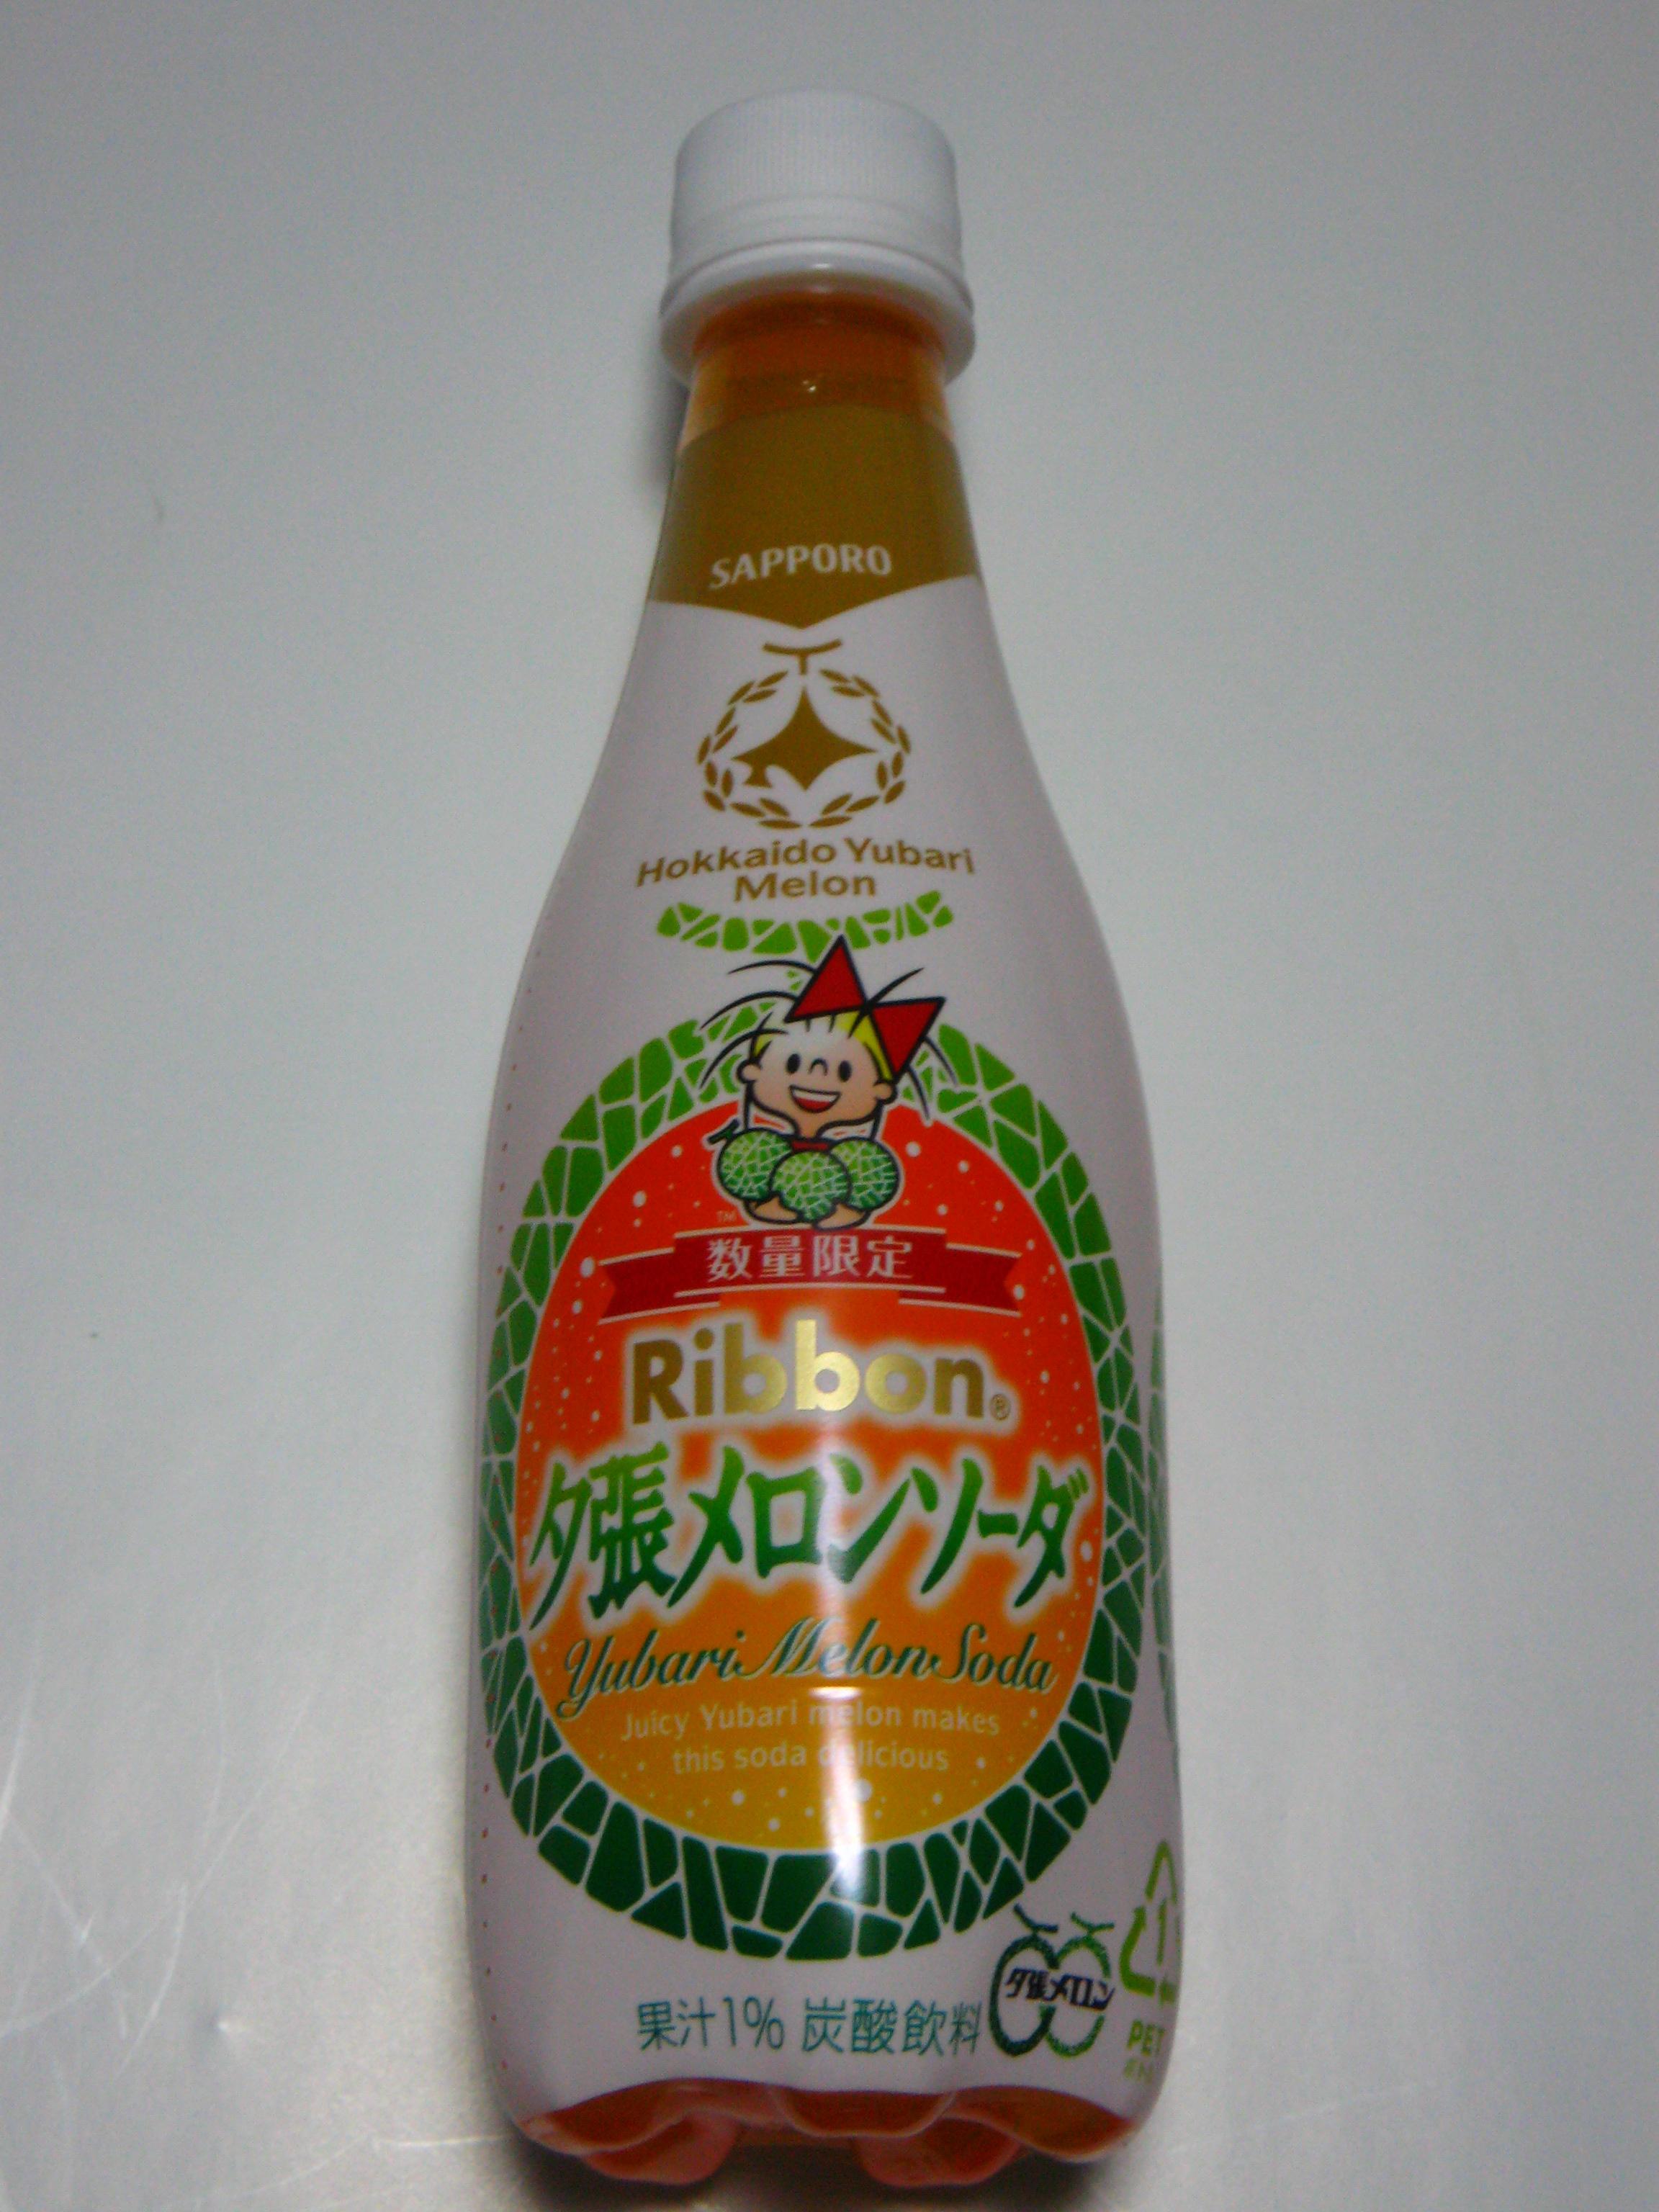 SAPPORO
Hokkaido Yubari
Melon
TM
数量限定
Ribbon®
夕張メロンソーダ
Yubari Melon Soda
Juicy Yubari melon makes
this soda delicious
夕張メロン
1
果汁1% 炭酸飲料
PET